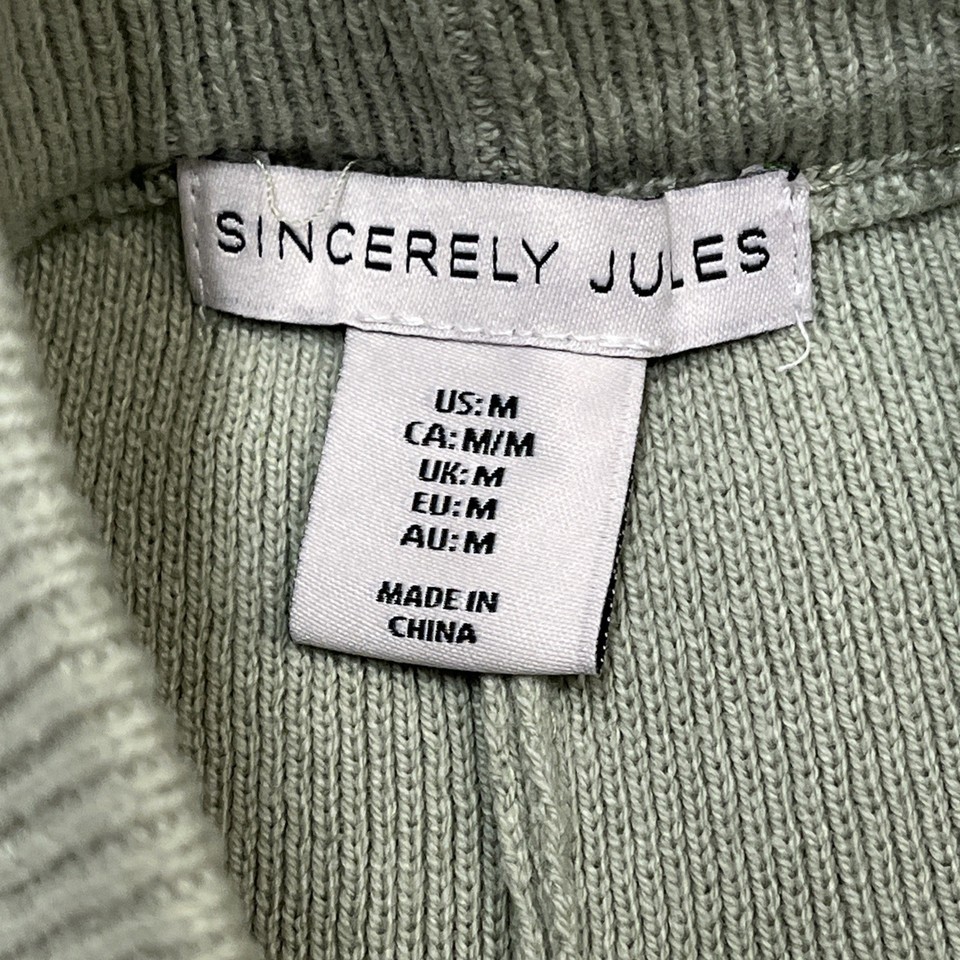 SINCERELY JULES
US: M
CA: M/M
UK: M
EU: M
AU: M
MADE IN
CHINA